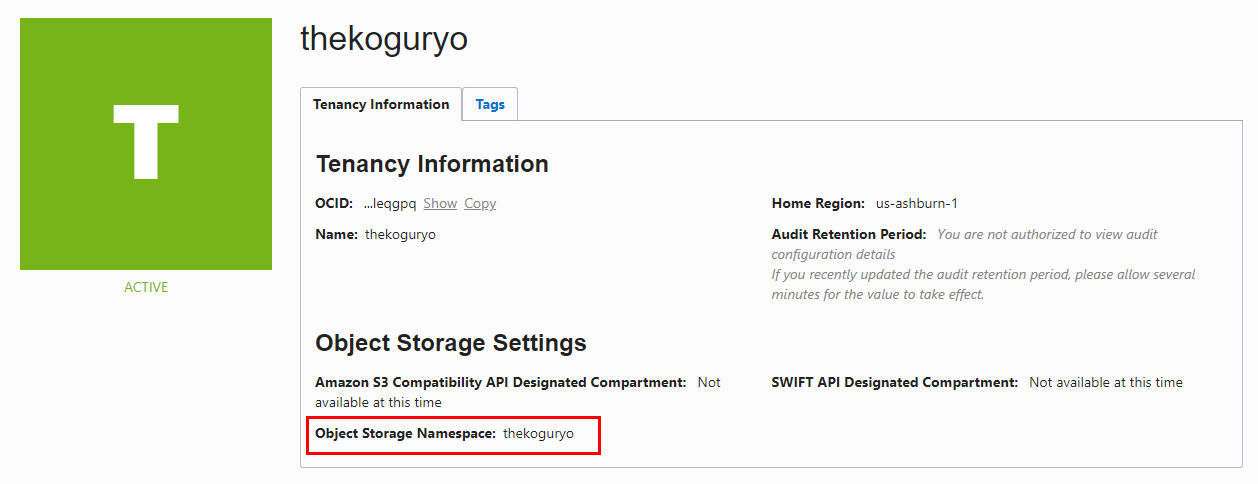 T
ACTIVE
thekoguryo
Tenancy Information
Tags
Tenancy Information
OCID: ...leqgpq Show Copy
Name: thekoguryo
Home Region: us-ashburn-1
Audit Retention Period: You are not authorized to view audit
configuration details
If you recently updated the audit retention period, please allow several
minutes for the value to take effect.
Object Storage Settings
Amazon S3 Compatibility API Designated Compartment: Not
available at this time
SWIFT API Designated Compartment: Not available at this time
Object Storage Namespace: thekoguryo